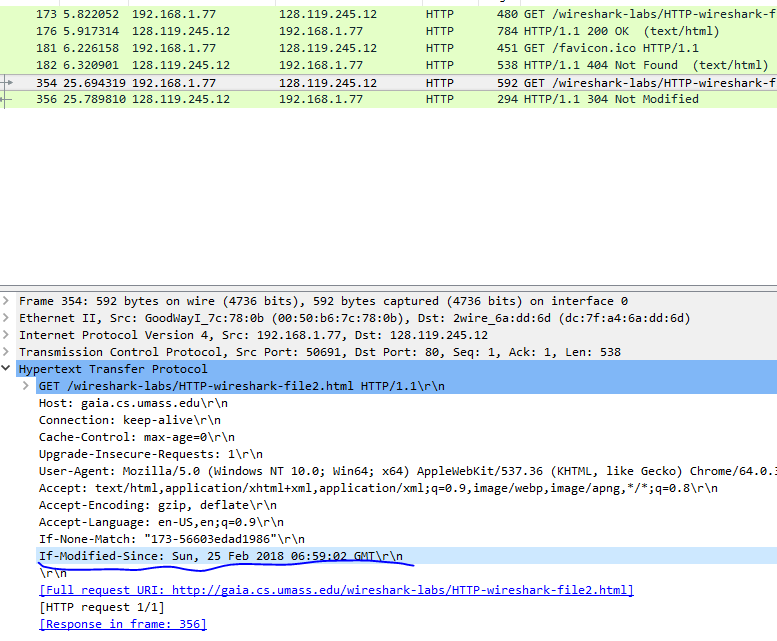 173 5.822052 192.168.1.77 128.119.245.12 HTTP 480 GET /wireshark-labs/HTTP-wireshark-f
176 5.917314 128.119.245.12 192.168.1.77 HTTP 784 HTTP/1.1 200 OK (text/html)
181 6.226158 192.168.1.77 128.119.245.12 HTTP 451 GET /favicon.ico HTTP/1.1
182 6.320901 128.119.245.12 192.168.1.77 HTTP 538 HTTP/1.1 404 Not Found (text/html)
354 25.694319 192.168.1.77 128.119.245.12 HTTP 592 GET /wireshark-labs/HTTP-wireshark-f
356 25.789810 128.119.245.12 192.168.1.77 HTTP 294 HTTP/1.1 304 Not Modified
Frame 354: 592 bytes on wire (4736 bits), 592 bytes captured (4736 bits) on interface 0
Ethernet II, Src: GoodWayI_7c:78:0b (00:50:b6:7c:78:0b), Dst: 2wire_6a:dd:6d (dc:7f:a4:6a:dd:6d)
Internet Protocol Version 4, Src: 192.168.1.77, Dst: 128.119.245.12
Transmission Control Protocol, Src Port: 50691, Dst Port: 80, Seq: 1, Ack: 1, Len: 538
Hypertext Transfer Protocol
GET /wireshark-labs/HTTP-wireshark-file2.html HTTP/1.1\r\n
Host: gaia.cs.umass.edu\r\n
Connection: keep-alive\r\n
Cache-Control: max-age=0\r\n
Upgrade-Insecure-Requests: 1\r\n
User-Agent: Mozilla/5.0 (Windows NT 10.0; Win64; x64) AppleWebKit/537.36 (KHTML, like Gecko) Chrome/64.0.3
Accept: text/html,application/xhtml+xml,application/xml;q=0.9,image/webp,image/apng,*/*;q=0.8\r\n
Accept-Encoding: gzip, deflate\r\n
Accept-Language: en-US,en;q=0.9\r\n
If-None-Match: "173-56603edad1986"\r\n
If-Modified-Since: Sun, 25 Feb 2018 06:59:02 GMT\r\n
\r\n
[Full request URI: http://gaia.cs.umass.edu/wireshark-labs/HTTP-wireshark-file2.html]
[HTTP request 1/1]
[Response in frame: 356]